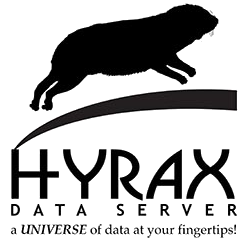 HYRAX
DATA SERVER
a UNIVERSE of data at your fingertips!